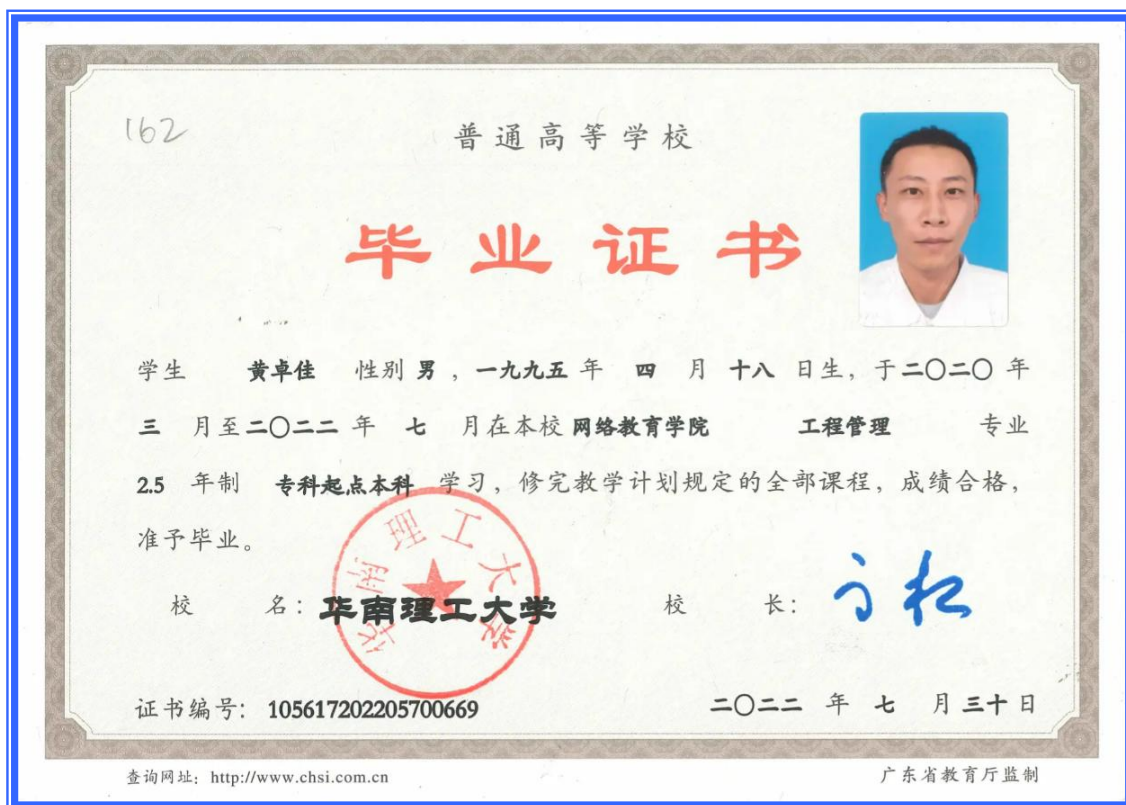 162
普通高等学校
毕业证书
学生 黄卓佳 性别 男，一九九五 年 四 月 十八 日生，于二〇二〇 年
三 月至二〇二二 年 七 月在本校 网络教育学院 工程管理 专业
2.5 年制 专科起点本科 学习，修完教学计划规定的全部课程，成绩合格，
准予毕业。
华南理工大学
校 名：华南理工大学 校 长：
证书编号：105617202205700669 二〇二二 年 七 月 三十 日
查询网址：http://www.chsi.com.cn 广东省教育厅监制